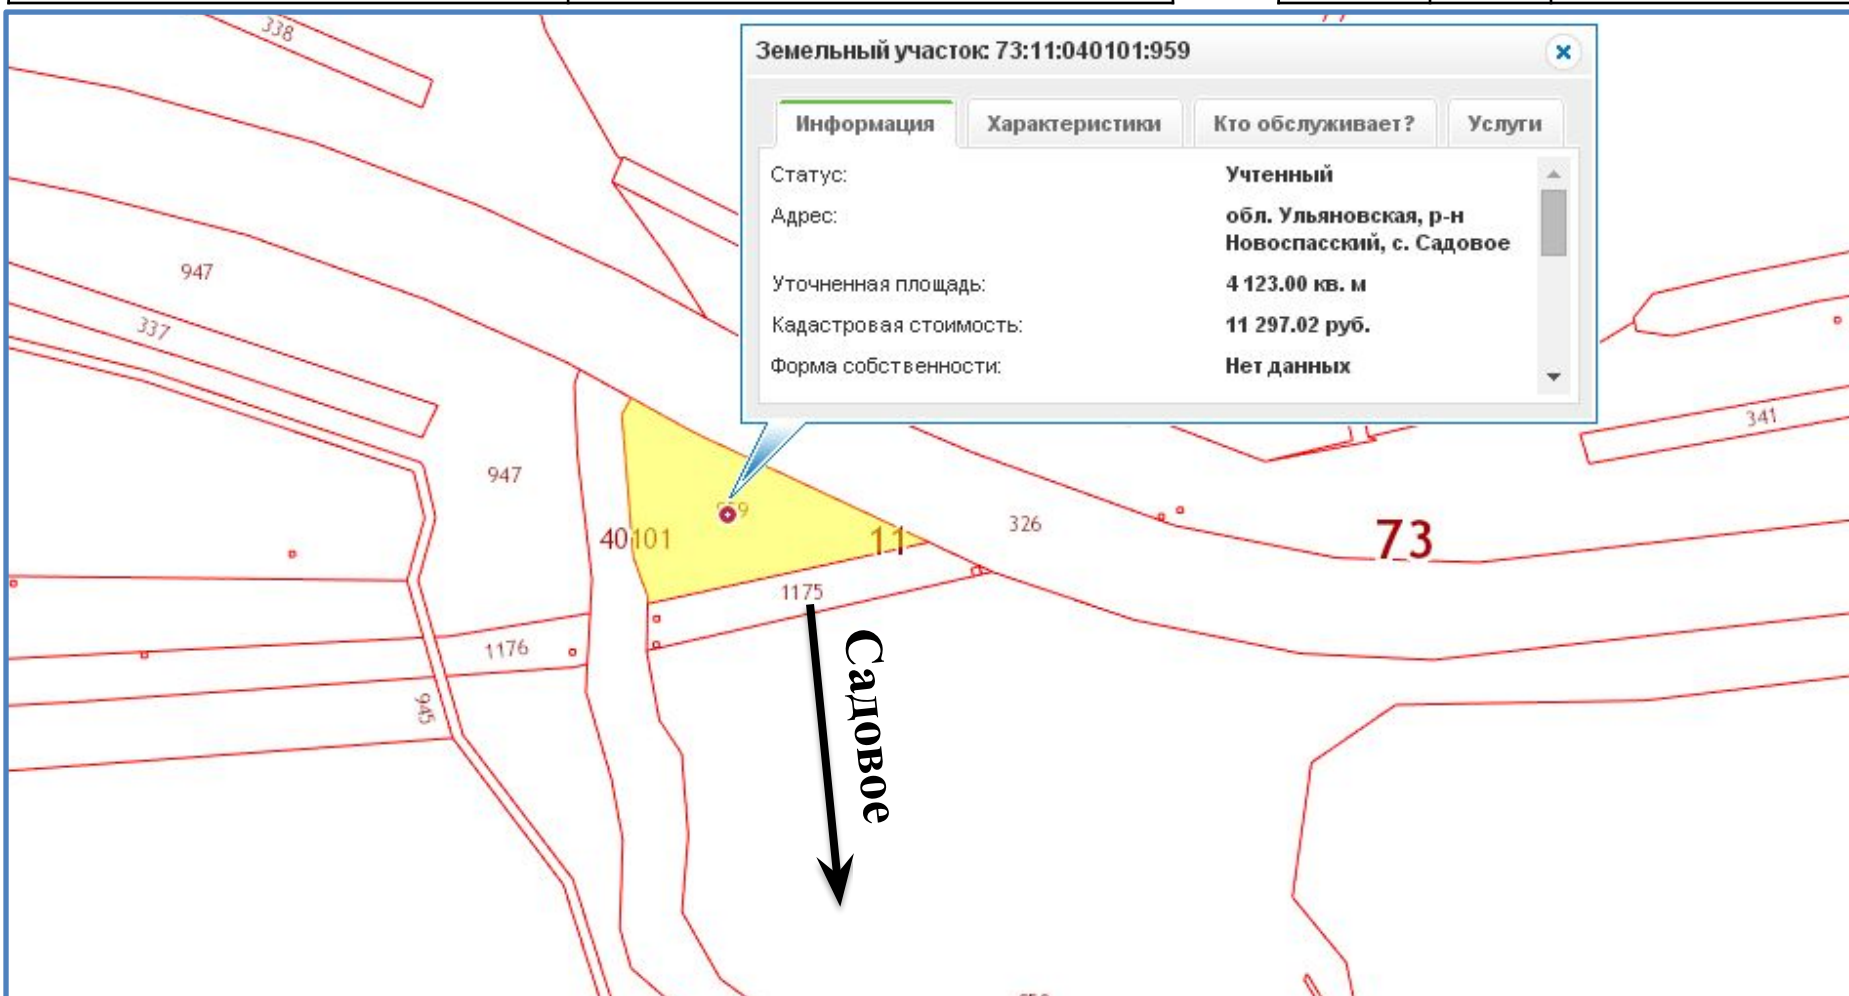 338
Земельный участок: 73:11:040101:959
Информация Характеристики Кто обслуживает? Услуги
Статус: Учтенный
Адрес: обл. Ульяновская, р-н
Новоспасский, с. Садовое
Уточненная площадь: 4 123.00 кв. м
Кадастровая стоимость: 11 297.02 руб.
Форма собственности: Нет данных
947
337
341
947
326
40101
11
73
1175
1176
945
Садовое